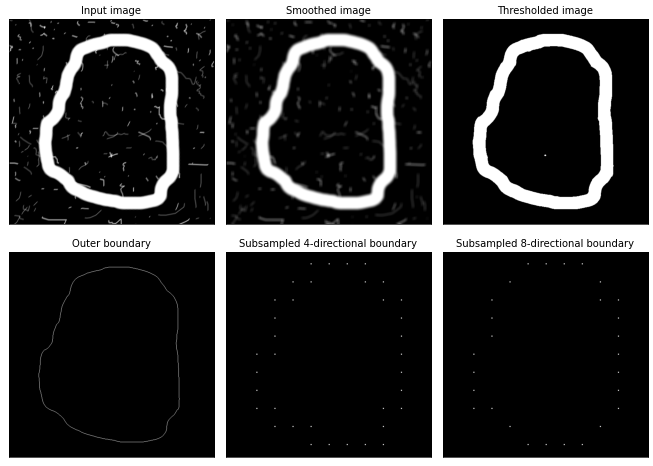 Input image
Smoothed image
Thresholded image
Outer boundary
Subsampled 4-directional boundary
Subsampled 8-directional boundary